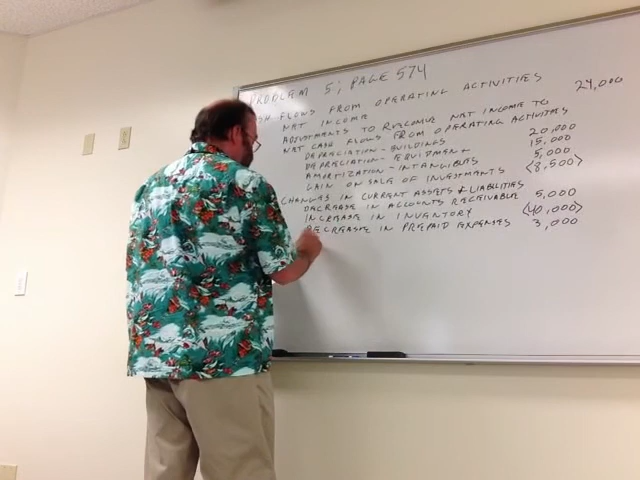 PROBLEM 5; PAGE 574
CASH FLOWS FROM OPERATING ACTIVITIES
NET INCOME 24,000
ADJUSTMENTS TO RECONCILE NET INCOME TO
NET CASH FLOWS FROM OPERATING ACTIVITIES
DEPRECIATION - BUILDINGS 20,000
DEPRECIATION - EQUIPMENT 15,000
AMORTIZATION - INTANGIBLES 5,000
GAIN ON SALE OF INVESTMENTS <8,500>
CHANGES IN CURRENT ASSETS & LIABILITIES
DECREASE IN ACCOUNTS RECEIVABLE 5,000
INCREASE IN INVENTORY <40,000>
DECREASE IN PREPAID EXPENSES 3,000